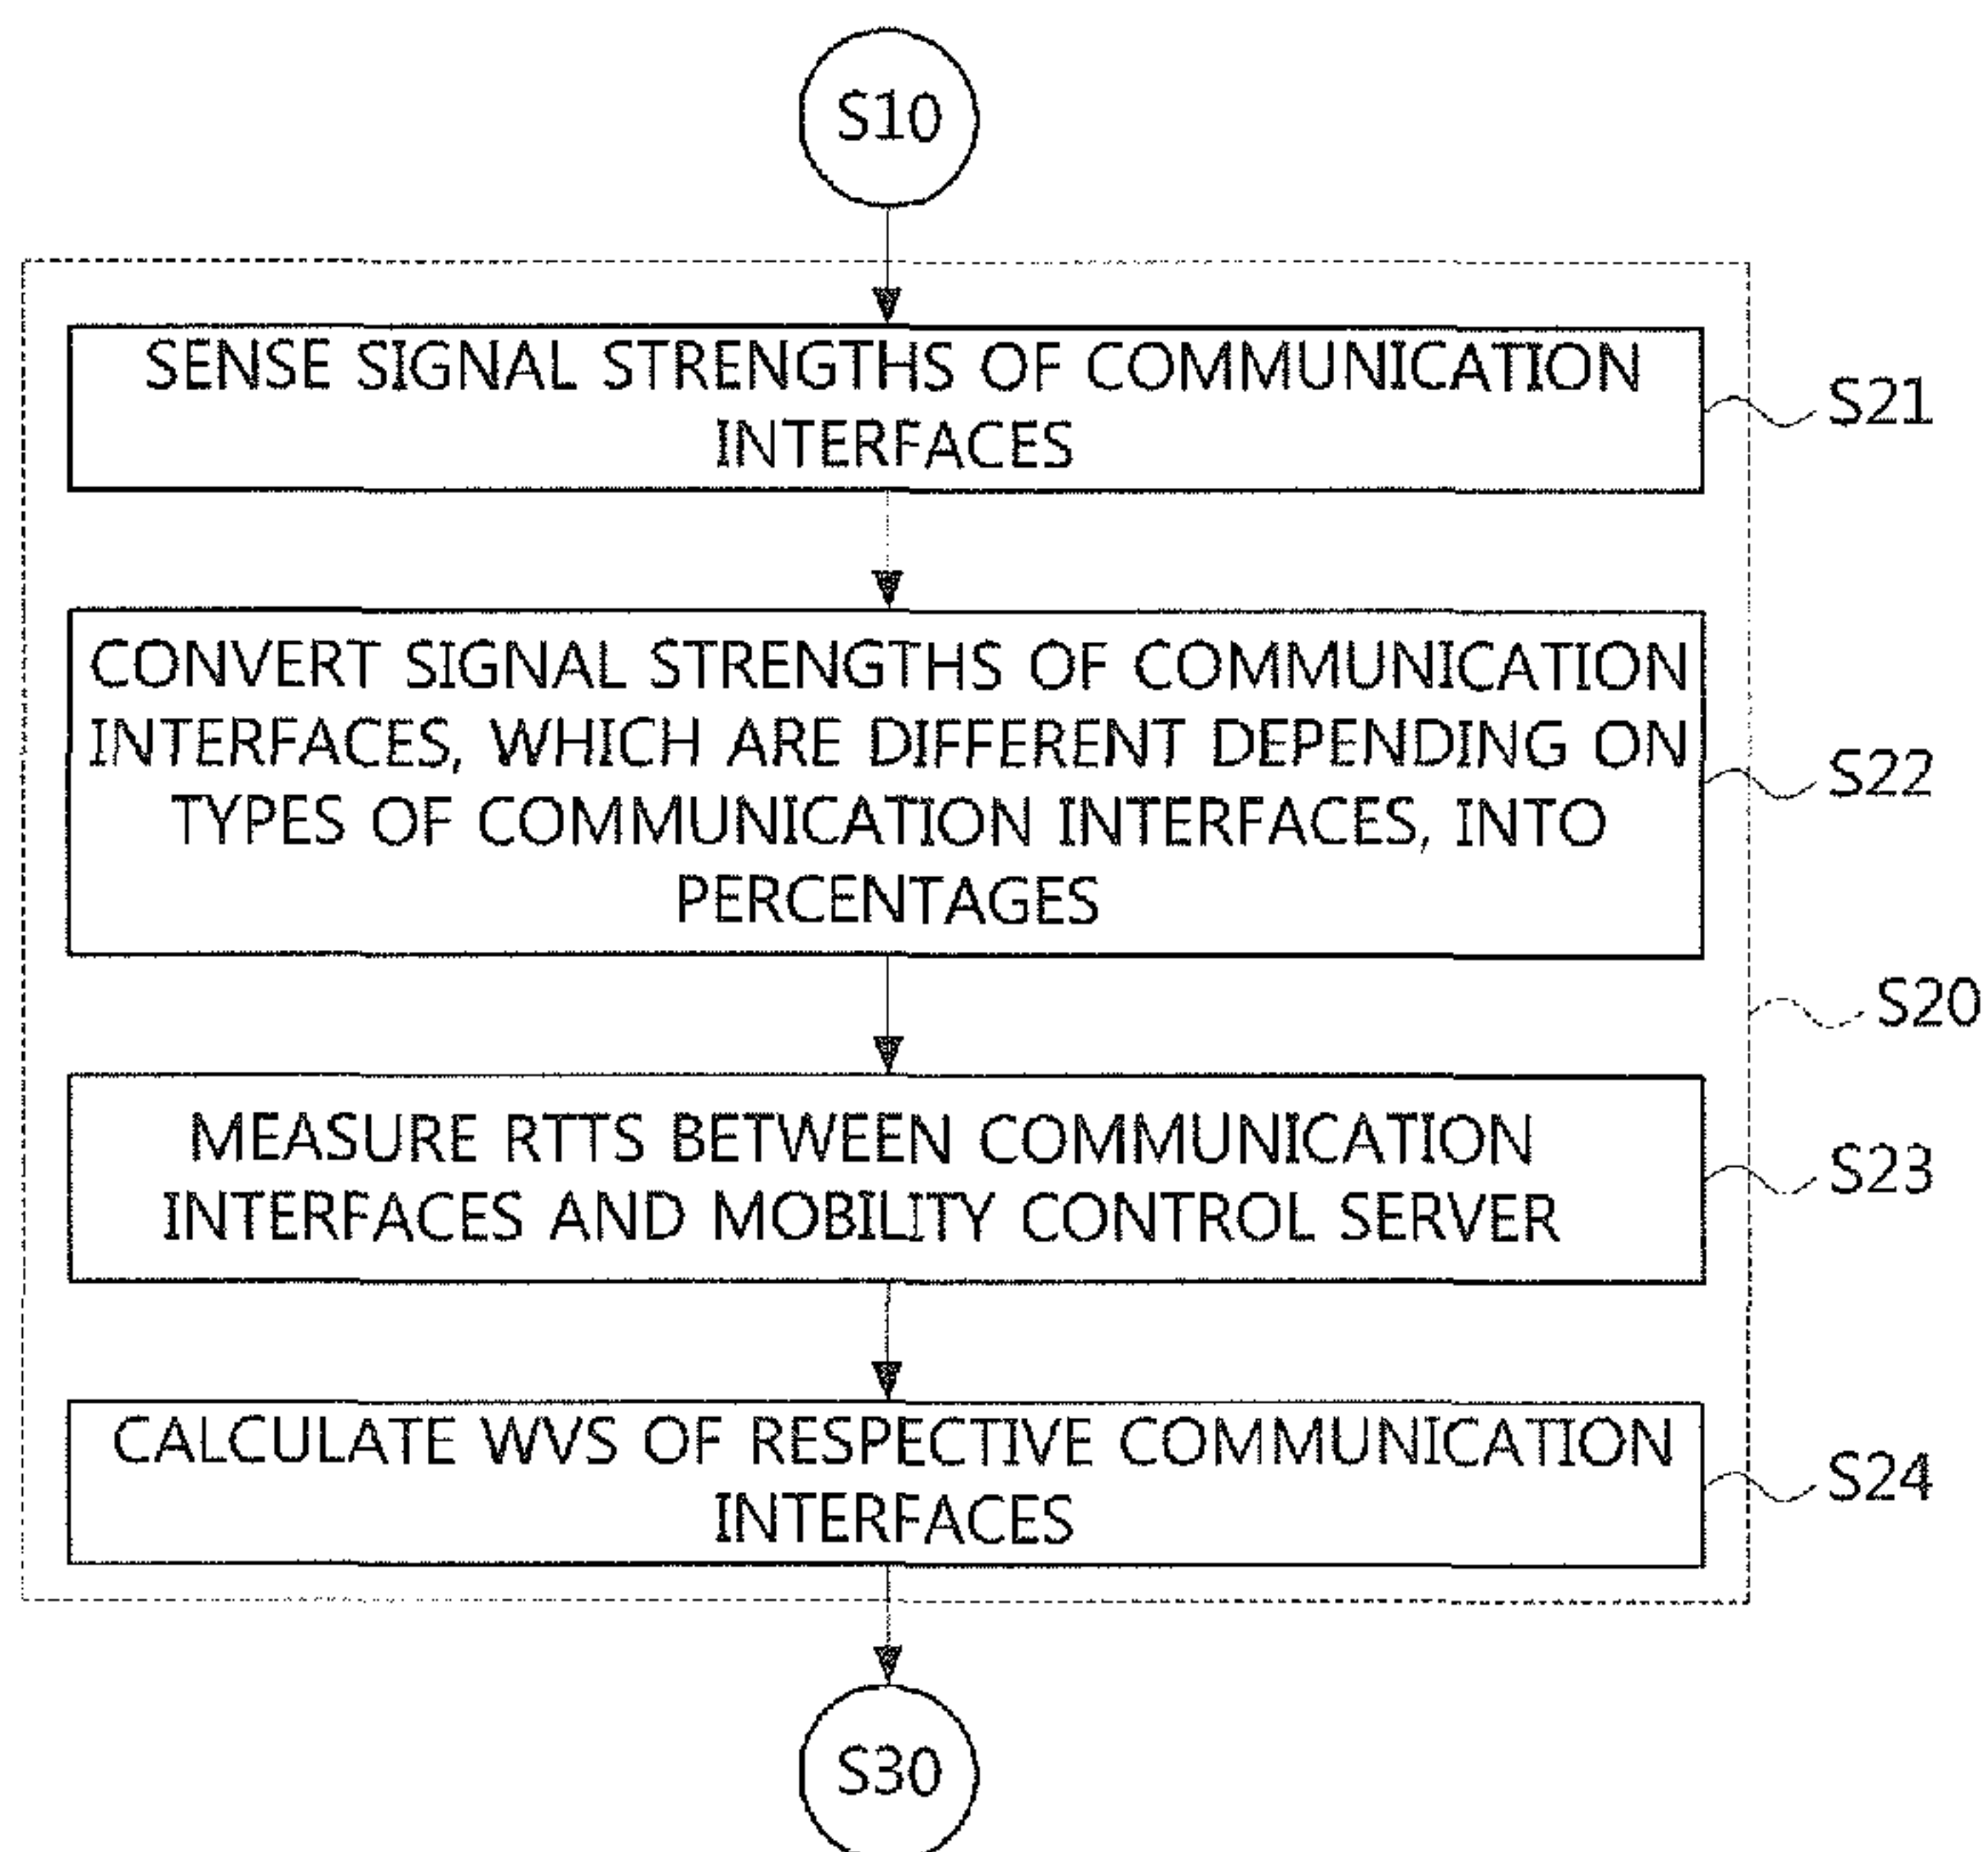 S10
SENSE SIGNAL STRENGTHS OF COMMUNICATION
INTERFACES
S21
CONVERT SIGNAL STRENGTHS OF COMMUNICATION
INTERFACES, WHICH ARE DIFFERENT DEPENDING ON
TYPES OF COMMUNICATION INTERFACES, INTO
PERCENTAGES
S22
S20
MEASURE RTTS BETWEEN COMMUNICATION
INTERFACES AND MOBILITY CONTROL SERVER
S23
CALCULATE WVS OF RESPECTIVE COMMUNICATION
INTERFACES
S24
S30